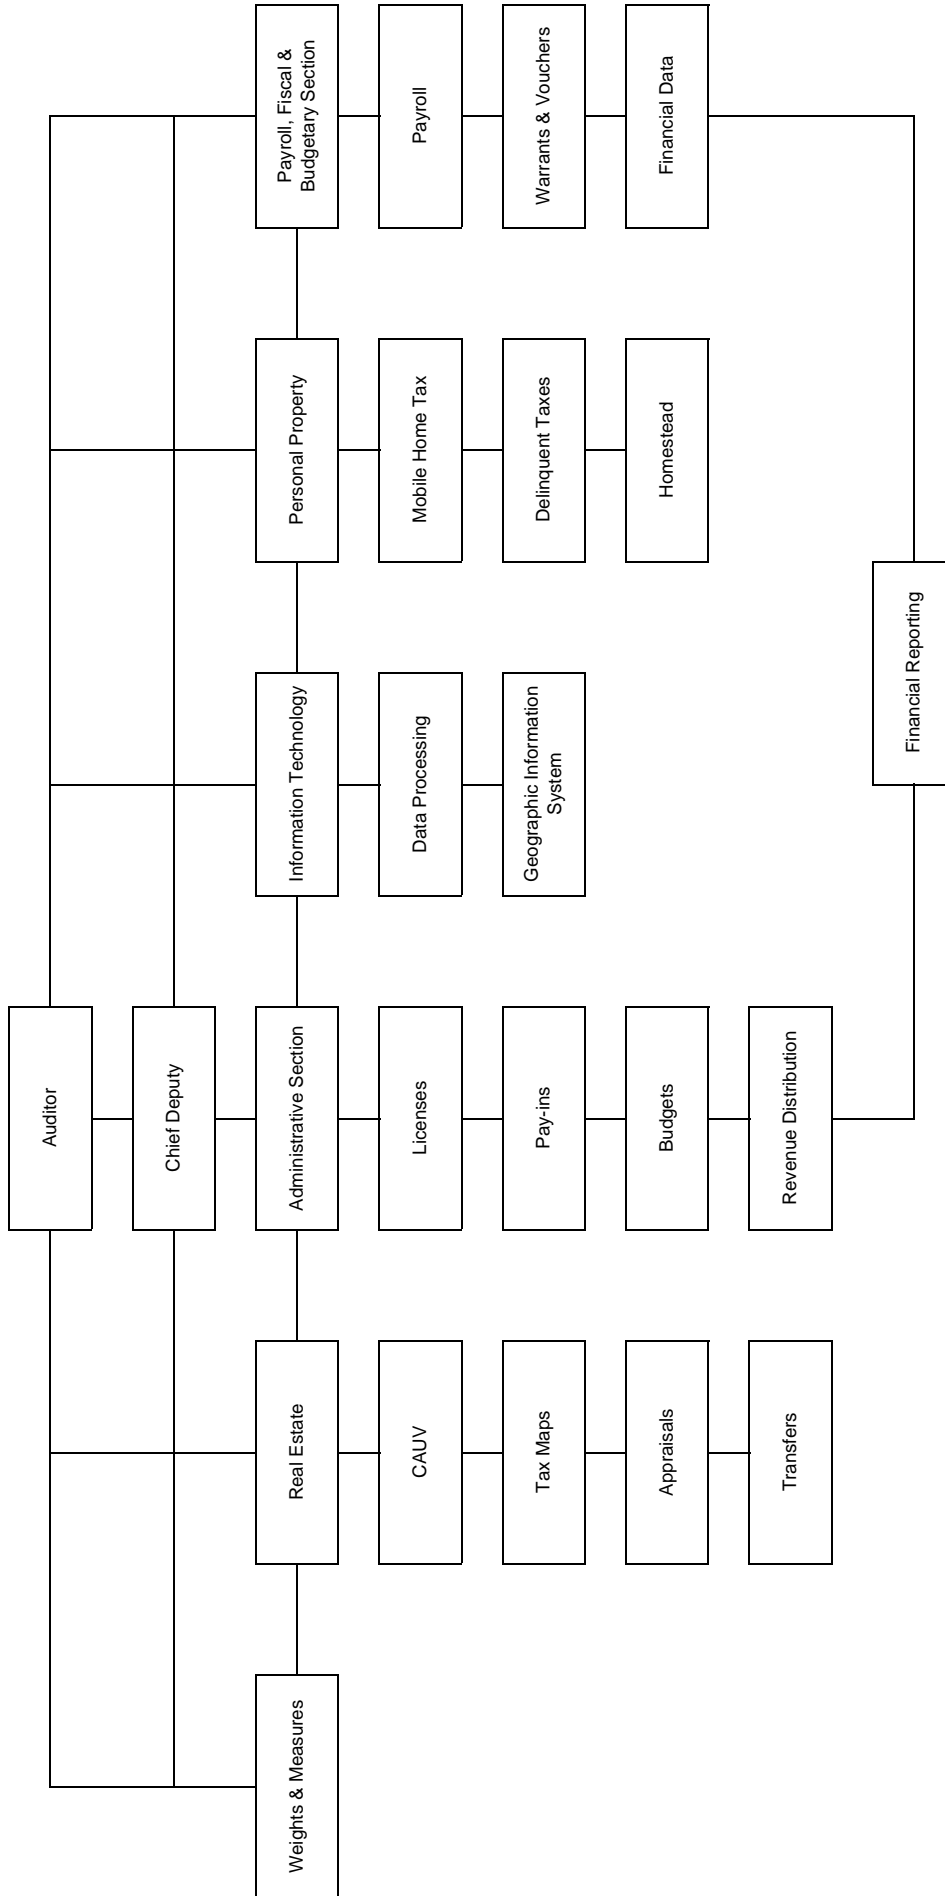 Auditor
Chief Deputy
Weights & Measures
Real Estate
Administrative Section
Information Technology
Personal Property
Payroll, Fiscal &
Budgetary Section
CAUV
Licenses
Data Processing
Mobile Home Tax
Payroll
Tax Maps
Pay-ins
Geographic Information
System
Delinquent Taxes
Warrants & Vouchers
Appraisals
Budgets
Homestead
Financial Data
Transfers
Revenue Distribution
Financial Reporting